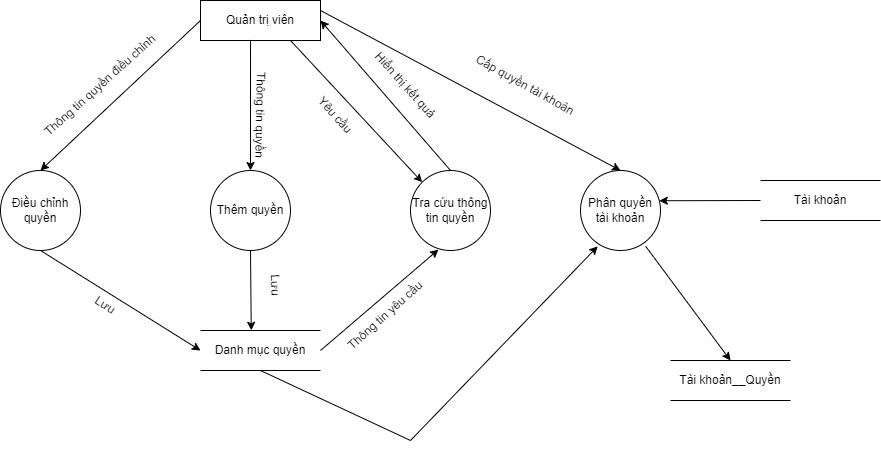 Quản trị viên
Thông tin quyền điều chỉnh
Thông tin quyền
Yêu cầu
Hiển thị kết quả
Cấp quyền tài khoản
Điều chỉnh
quyền
Thêm quyền
Tra cứu thông
tin quyền
Phân quyền
tài khoản
Tài khoản
Lưu
Lưu
Thông tin yêu cầu
Danh mục quyền
Tài khoản__Quyền